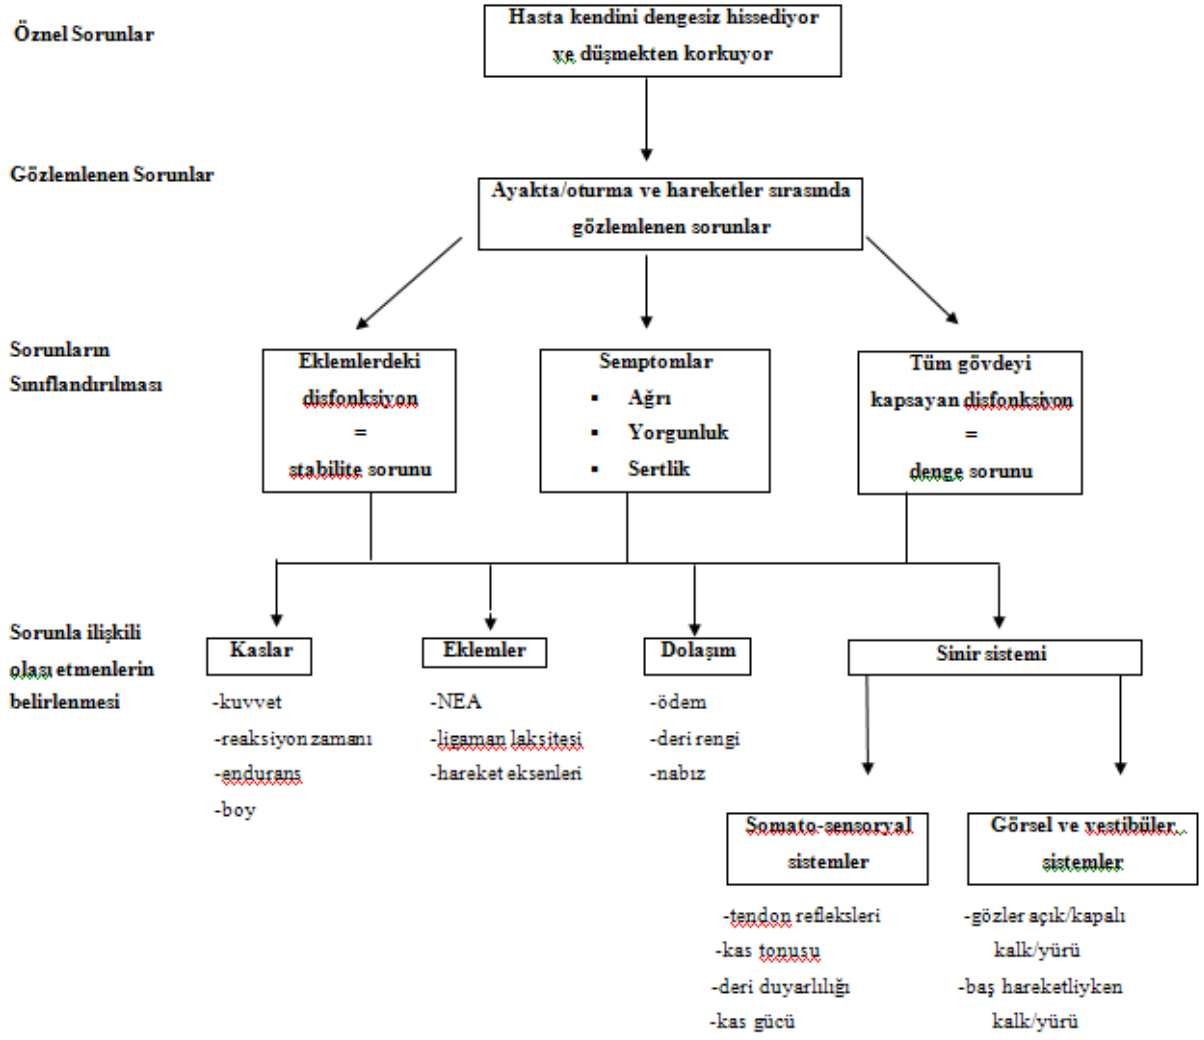 Öznel Sorunlar
Hasta kendini dengesiz hissediyor
ve düşmekten korkuyor
Gözlemlenen Sorunlar
Ayakta/oturma ve hareketler sırasında
gözlemlenen sorunlar
Sorunların
Sınıflandırılması
Eklemlerdeki
disfonksiyon
=
stabilite sorunu
Semptomlar
▪ Ağrı
▪ Yorgunluk
▪ Sertlik
Tüm gövdeyi
kapsayan disfonksiyon
=
denge sorunu
Sorunla ilişkili
olası etmenlerin
belirlenmesi
Kaslar
-kuvvet
-reaksiyon zamanı
-endurans
-boy
Eklemler
-NEA
-ligaman laksitesi
-hareket eksenleri
Dolaşım
-ödem
-deri rengi
-nabız
Sinir sistemi
Somato-sensoryal
sistemler
-tendon refleksleri
-kas tonusu
-deri duyarlılığı
-kas gücü
Görsel ve vestibüler
sistemler
-gözler açık/kapalı
kalk/yürü
-baş hareketliyken
kalk/yürü